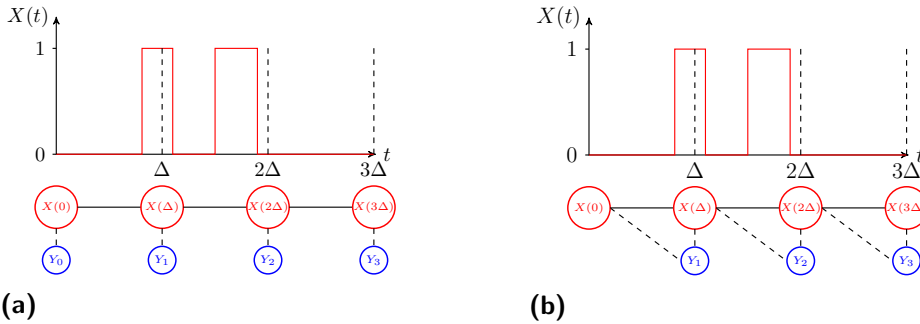 X(t)
1
0
t
Δ 2Δ 3Δ
X(0) X(Δ) X(2Δ) X(3Δ)
Y₀ Y₁ Y₂ Y₃
(a)
X(t)
1
0
t
Δ 2Δ 3Δ
X(0) X(Δ) X(2Δ) X(3Δ
Y₁ Y₂ Y₃
(b)